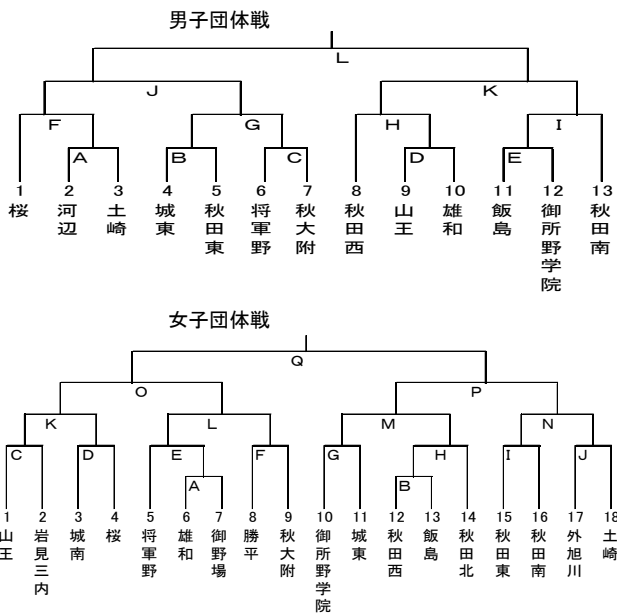 男子団体戦
L
J K
F G H I
A B C D E
1 2 3 4 5 6 7 8 9 10 11 12 13
桜 河辺 土崎 城東 秋田東 将軍野 秋大附 秋田西 山王 雄和 飯島 御所野学院 秋田南
女子団体戦
Q
O P
K L M N
C D E F G H I J
A B
1 2 3 4 5 6 7 8 9 10 11 12 13 14 15 16 17 18
山王 岩見三内 城南 桜 将軍野 雄和 御野場 勝平 秋大附 御所野学院 城東 秋田西 飯島 秋田北 秋田東 秋田南 外旭川 土崎